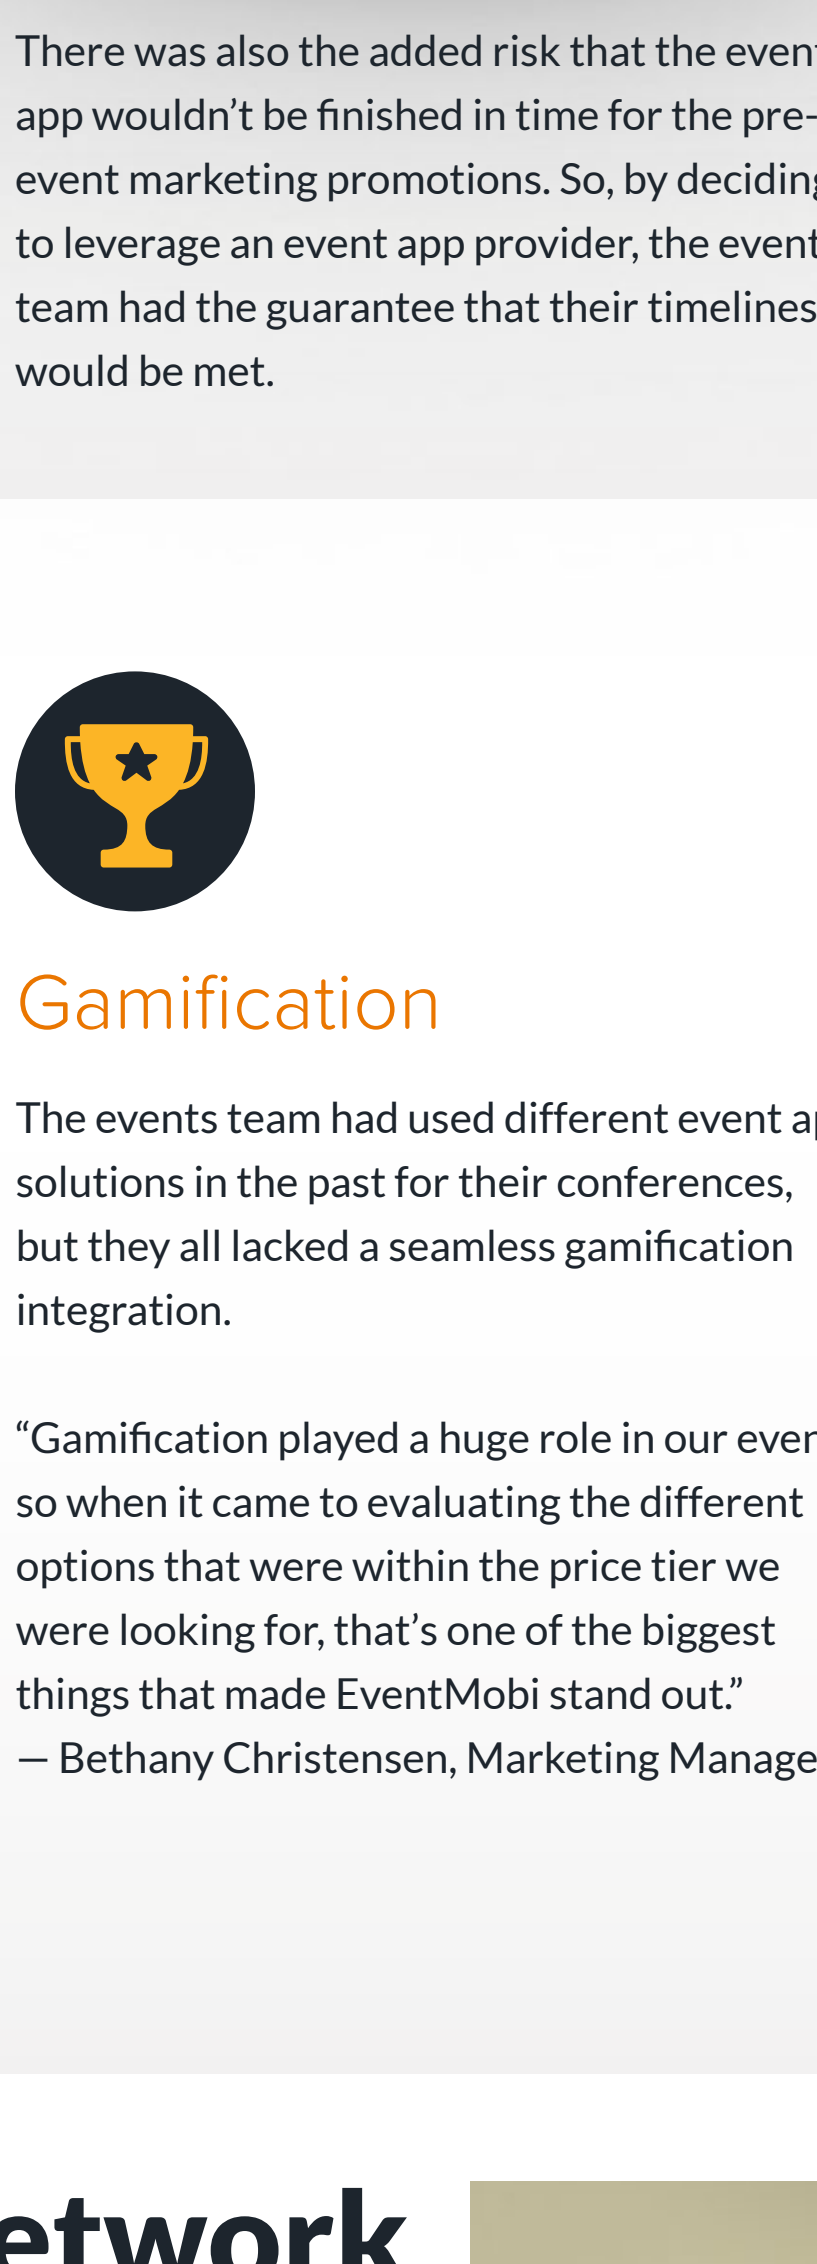 There was also the added risk that the event
app wouldn’t be finished in time for the pre-
event marketing promotions. So, by deciding
to leverage an event app provider, the event
team had the guarantee that their timelines
would be met.
Gamification
The events team had used different event
solutions in the past for their conferences,
but they all lacked a seamless gamification
integration.
“Gamification played a huge role in our
so when it came to evaluating the different
options that were within the price tier we
were looking for, that’s one of the biggest
things that made EventMobi stand out.”
— Bethany Christensen, Marketing